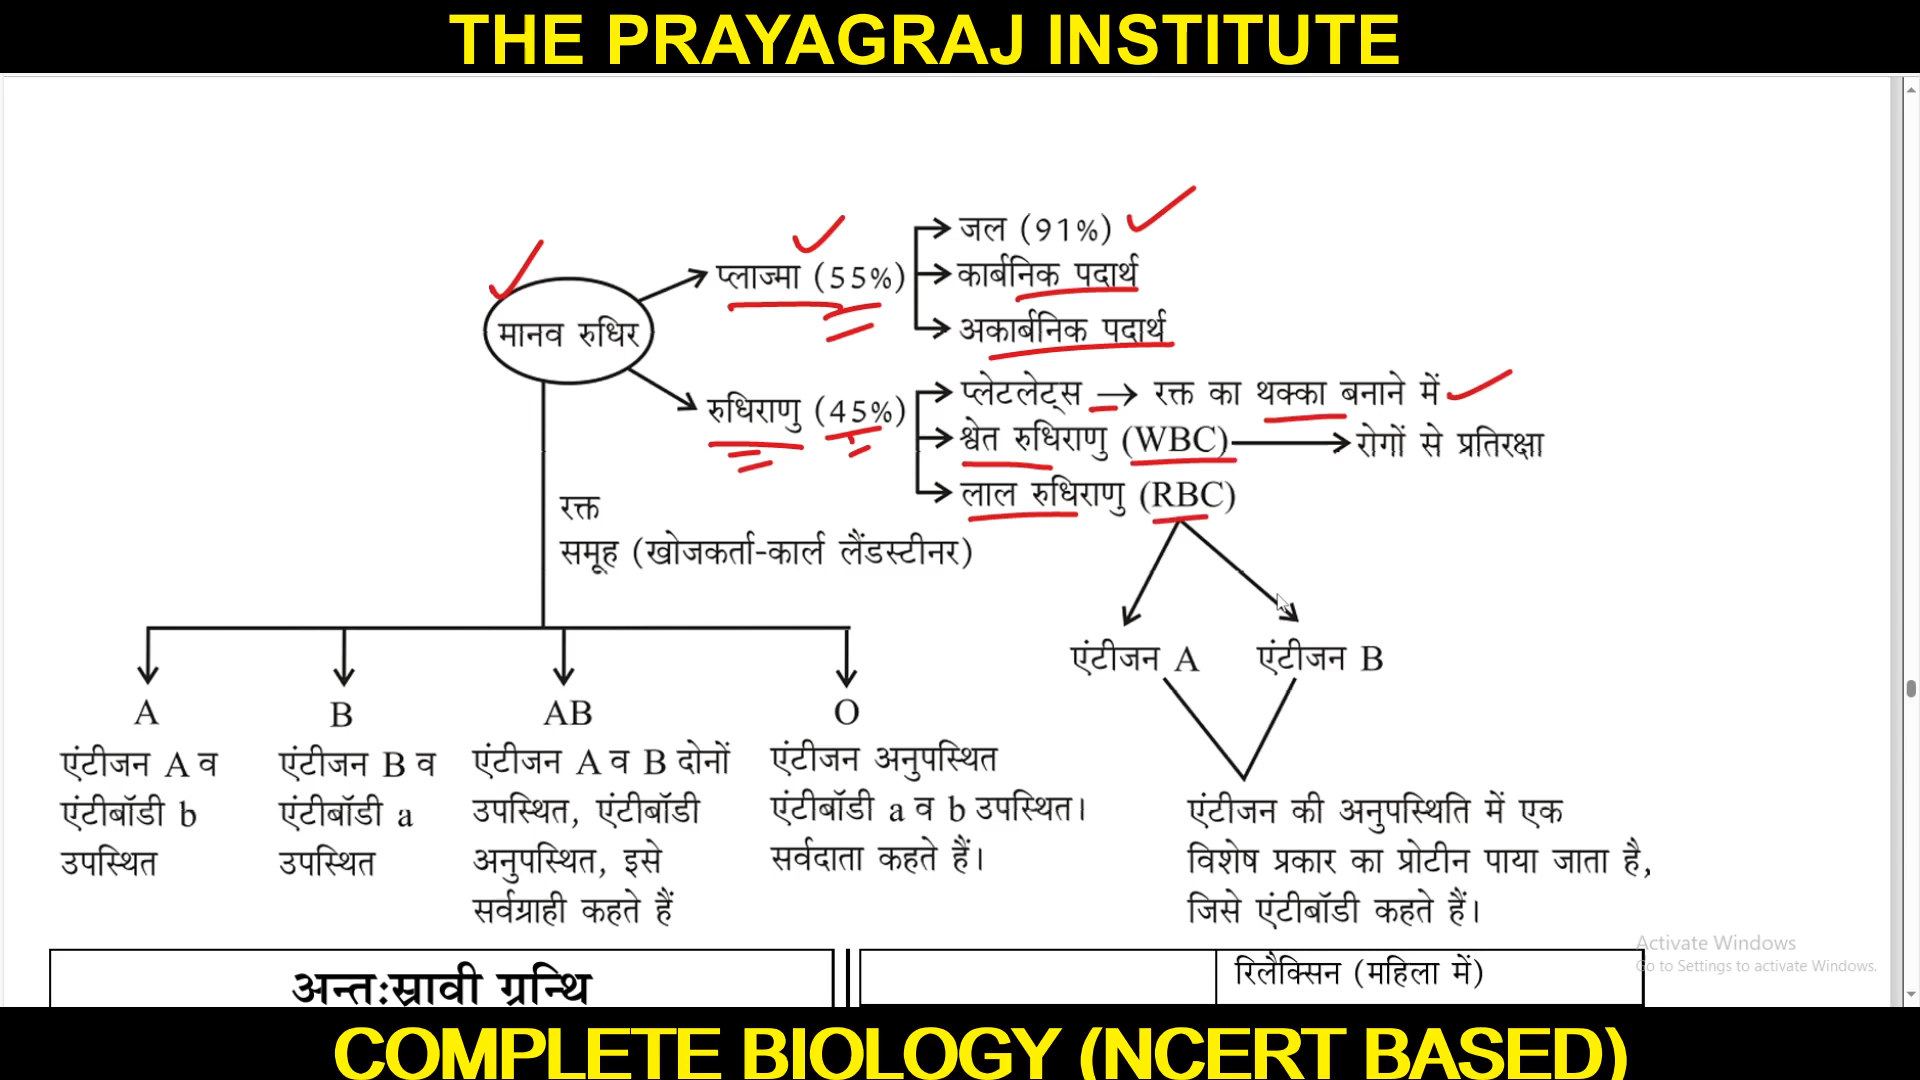 THE PRAYAGRAJ INSTITUTE
मानव रुधिर
प्लाज्मा (55%)
जल (91%)
कार्बनिक पदार्थ
अकार्बनिक पदार्थ
रुधिराणु (45%)
प्लेटलेट्स → रक्त का थक्का बनाने में
श्वेत रुधिराणु (WBC) → रोगों से प्रतिरक्षा
लाल रुधिराणु (RBC)
रक्त
समूह (खोजकर्ता-कार्ल लैंडस्टीनर)
एंटीजन A
एंटीजन B
एंटीजन की अनुपस्थिति में एक
विशेष प्रकार का प्रोटीन पाया जाता है,
जिसे एंटीबॉडी कहते हैं।
A
एंटीजन A व
एंटीबॉडी b
उपस्थित
B
एंटीजन B व
एंटीबॉडी a
उपस्थित
AB
एंटीजन A व B दोनों
उपस्थित, एंटीबॉडी
अनुपस्थित, इसे
सर्वग्राही कहते हैं
O
एंटीजन अनुपस्थित
एंटीबॉडी a व b उपस्थित।
सर्वदाता कहते हैं।
अन्तःस्रावी ग्रन्थि
रिलैक्सिन (महिला में)
Activate Windows
Go to Settings to activate Windows.
COMPLETE BIOLOGY (NCERT BASED)